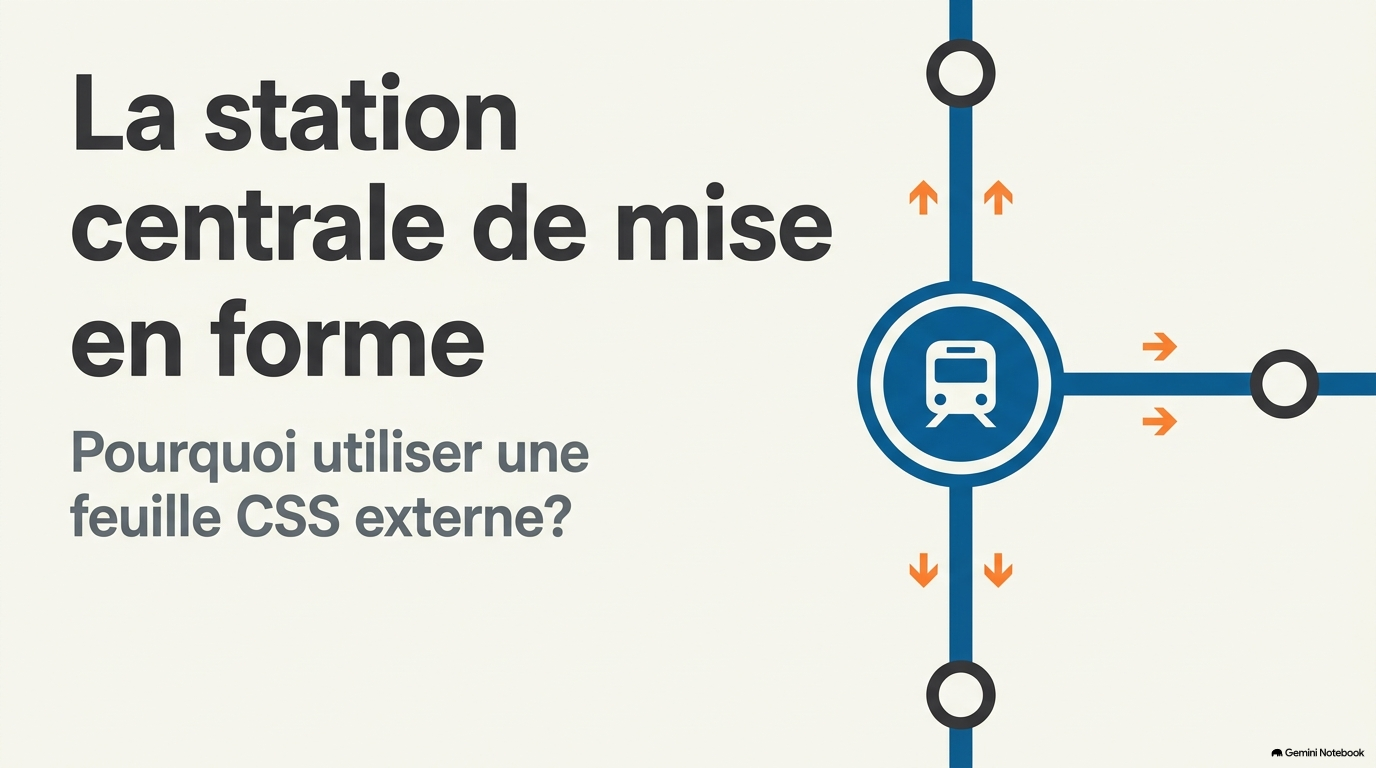 La station
centrale de mise
en forme
Pourquoi utiliser une
feuille CSS externe?
Gemini Notebook